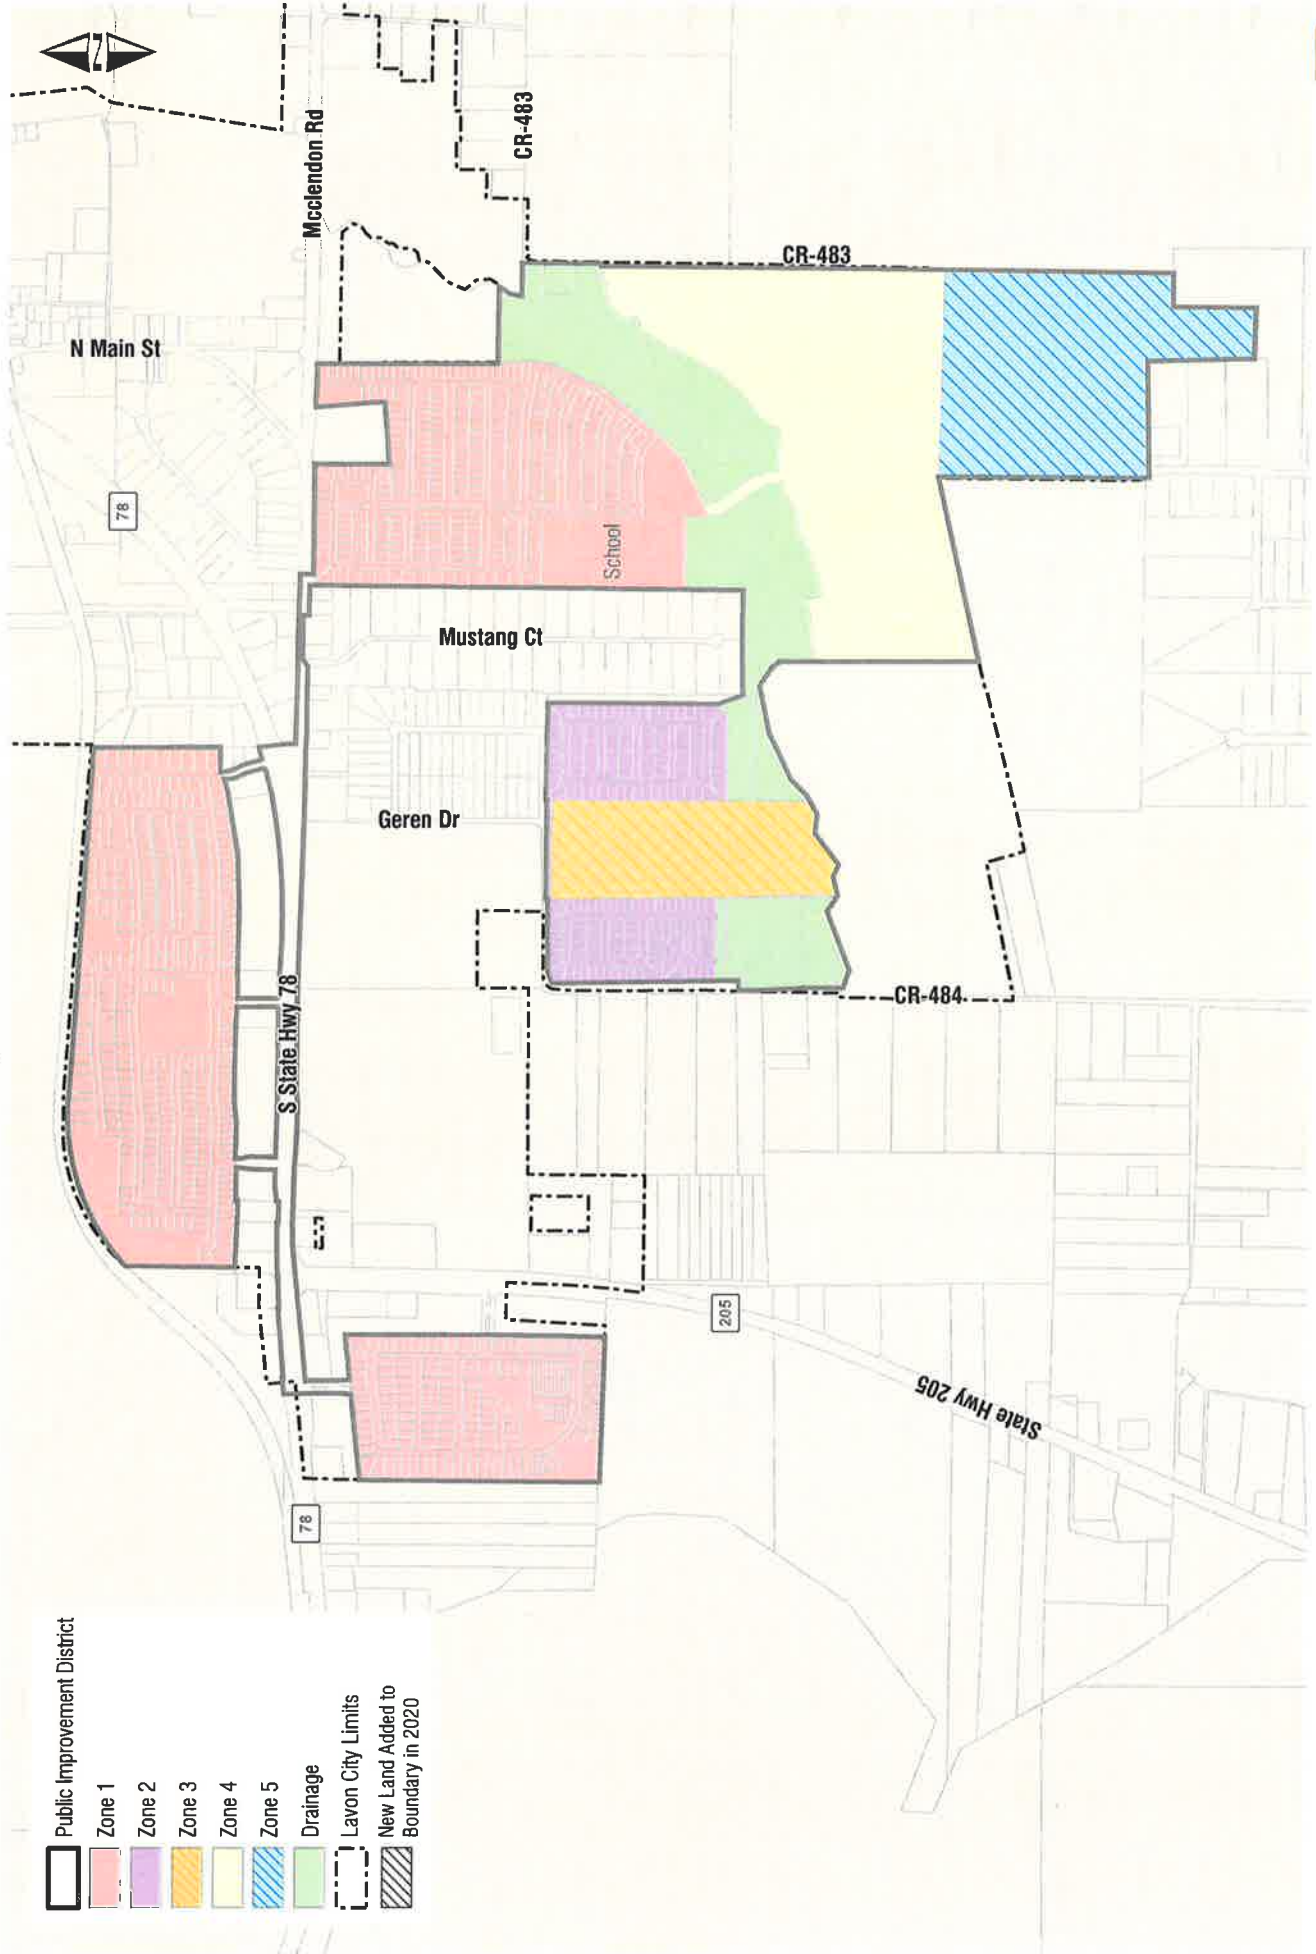 N
Mcclendon Rd
CR-483
N Main St
CR-483
78
School
Mustang Ct
Geren Dr
S State Hwy 78
CR-484
205
State Hwy 205
78
Public Improvement District
Zone 1
Zone 2
Zone 3
Zone 4
Zone 5
Drainage
Lavon City Limits
New Land Added to
Boundary in 2020